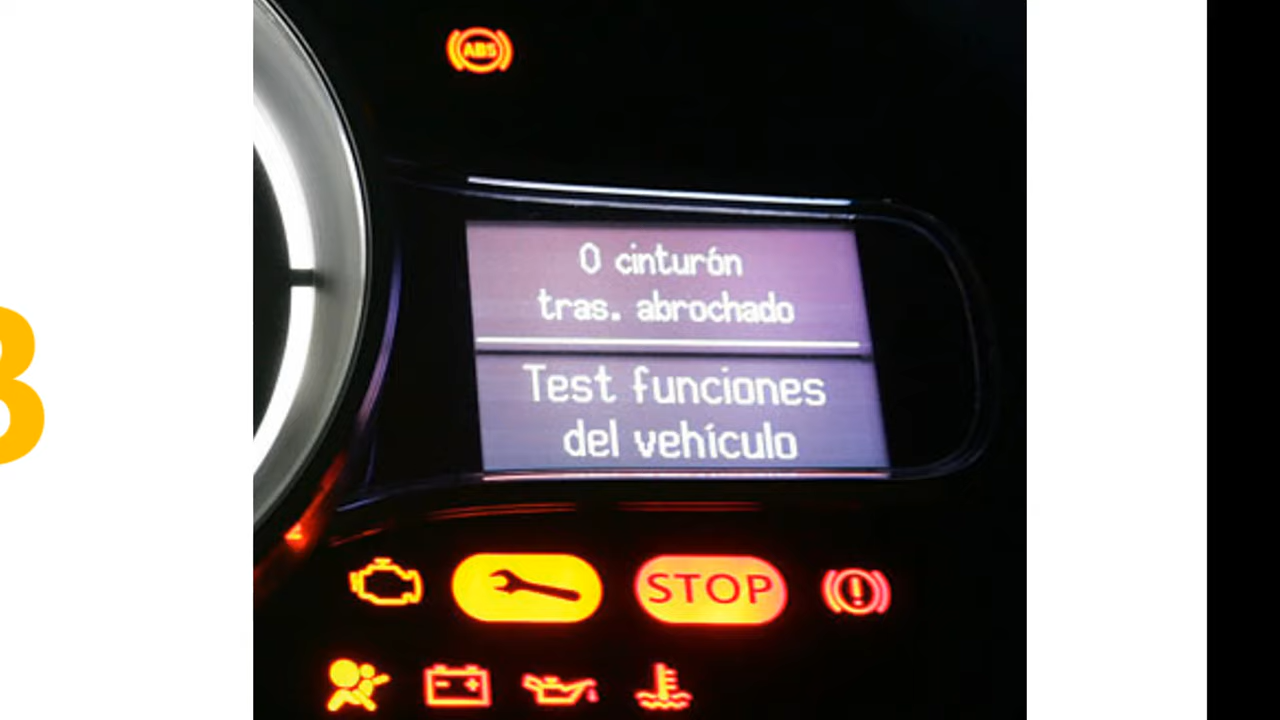 ABS
0 cinturón
tras. abrochado
Test funciones
del vehículo
STOP